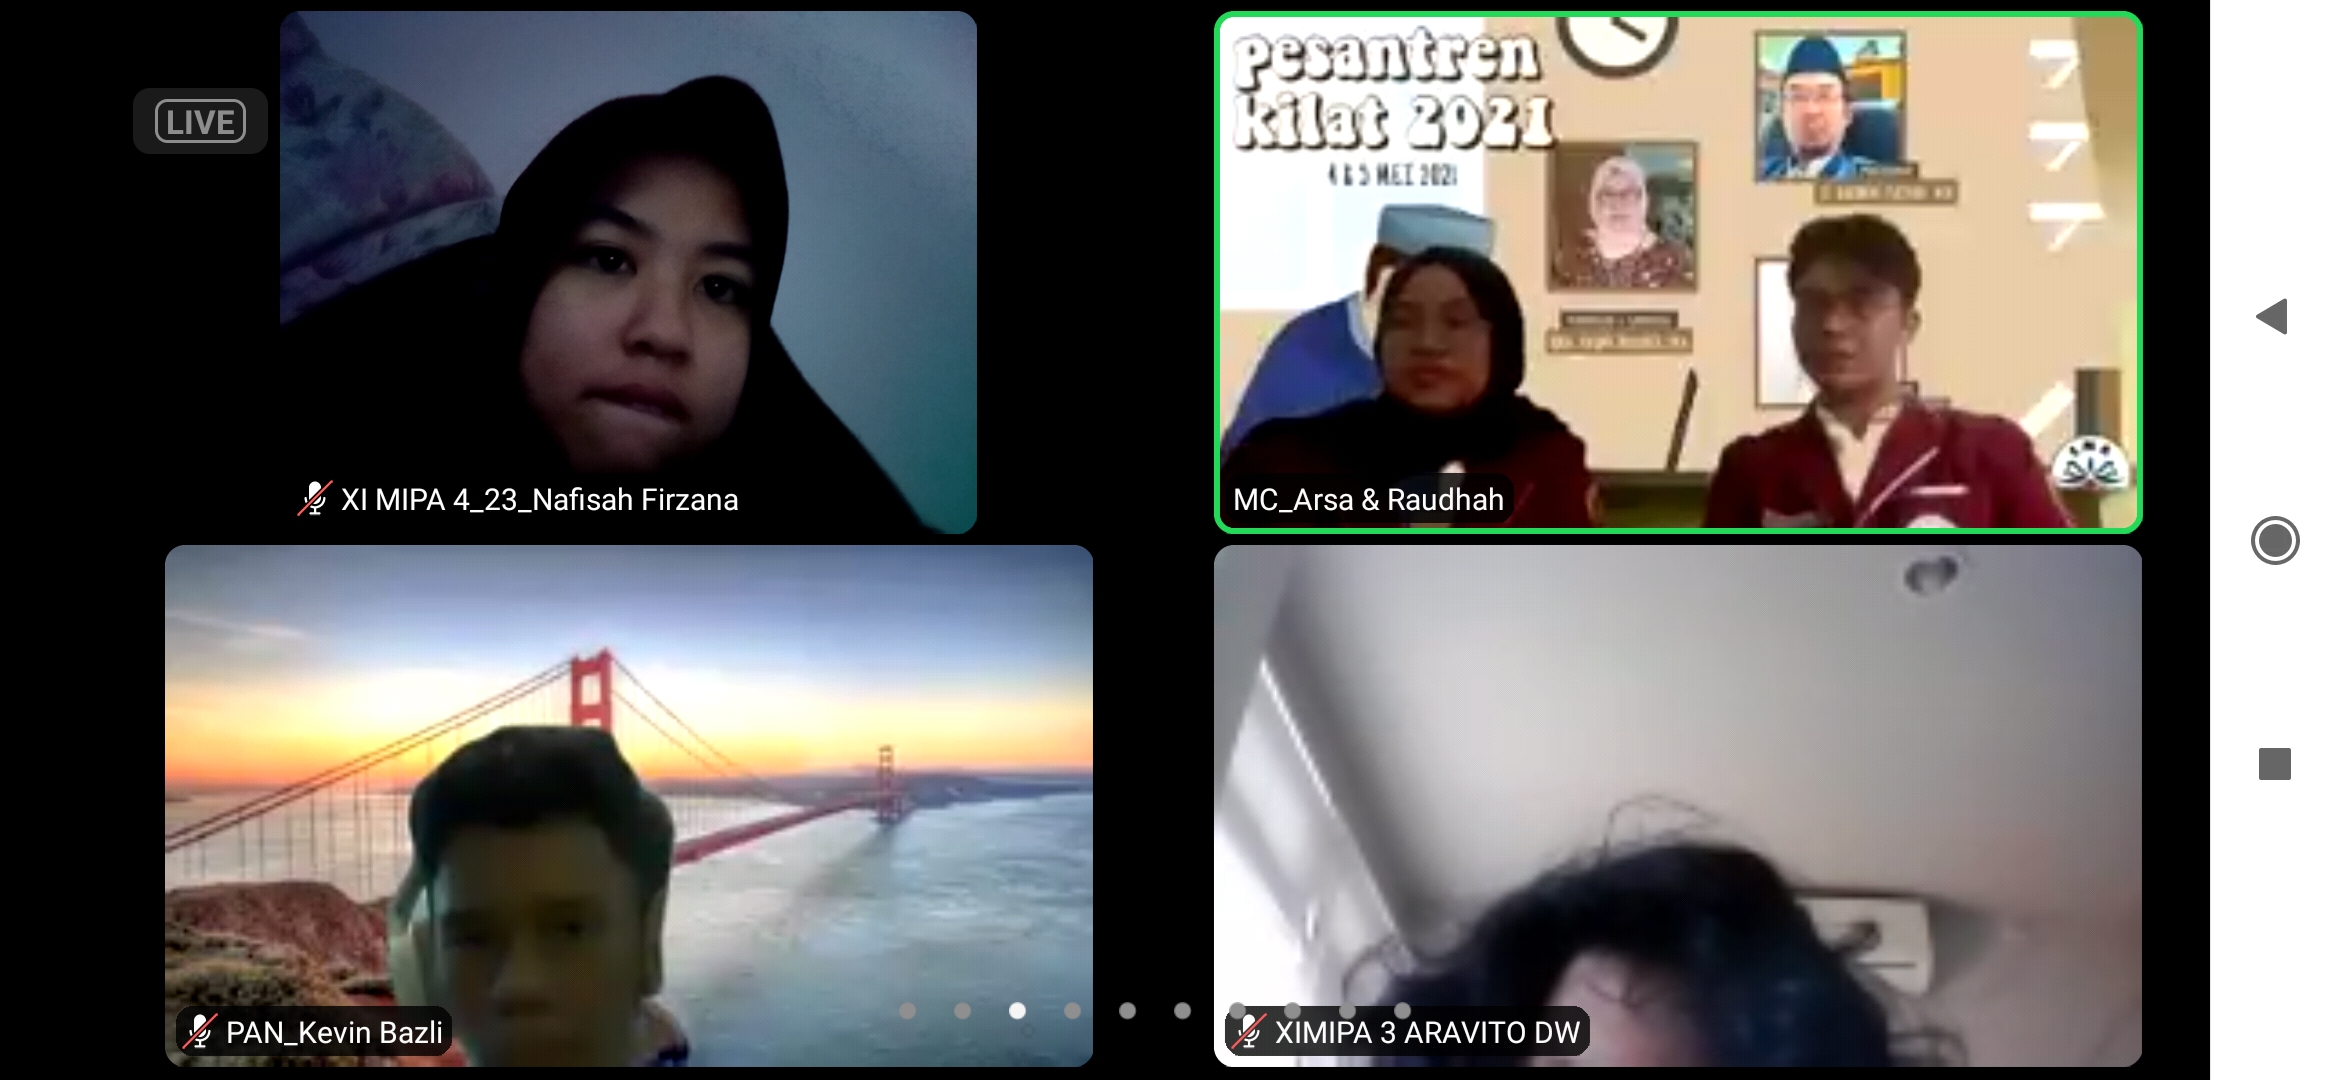 LIVE
pesantren
kilat 2021
4 & 5 MEI 2021
XI MIPA 4_23_Nafisah Firzana
MC_Arsa & Raudhah
PAN_Kevin Bazli
XIMIPA 3 ARAVITO DW